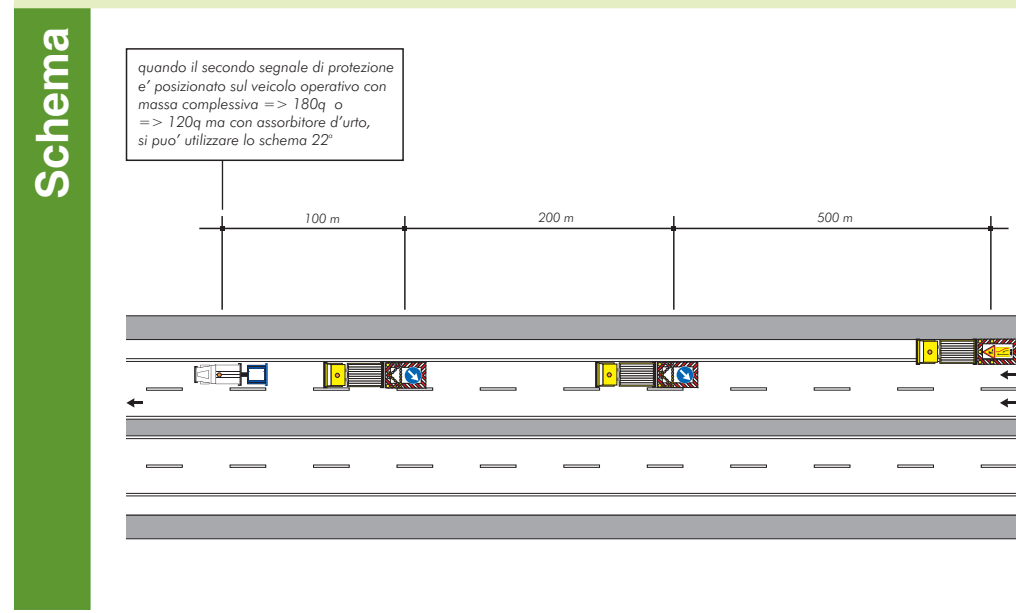 Schema
quando il secondo segnale di protezione
e' posizionato sul veicolo operativo con
massa complessiva => 180q o
=> 120q ma con assorbitore d'urto,
si puo' utilizzare lo schema 22ª
100 m
200 m
500 m